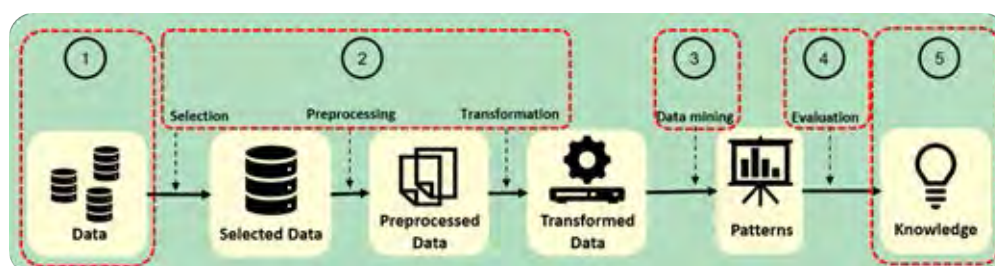 1
2
3
4
5
Selection
Preprocessing
Transformation
Data mining
Evaluation
Data
Selected Data
Preprocessed
Data
Transformed
Data
Patterns
Knowledge